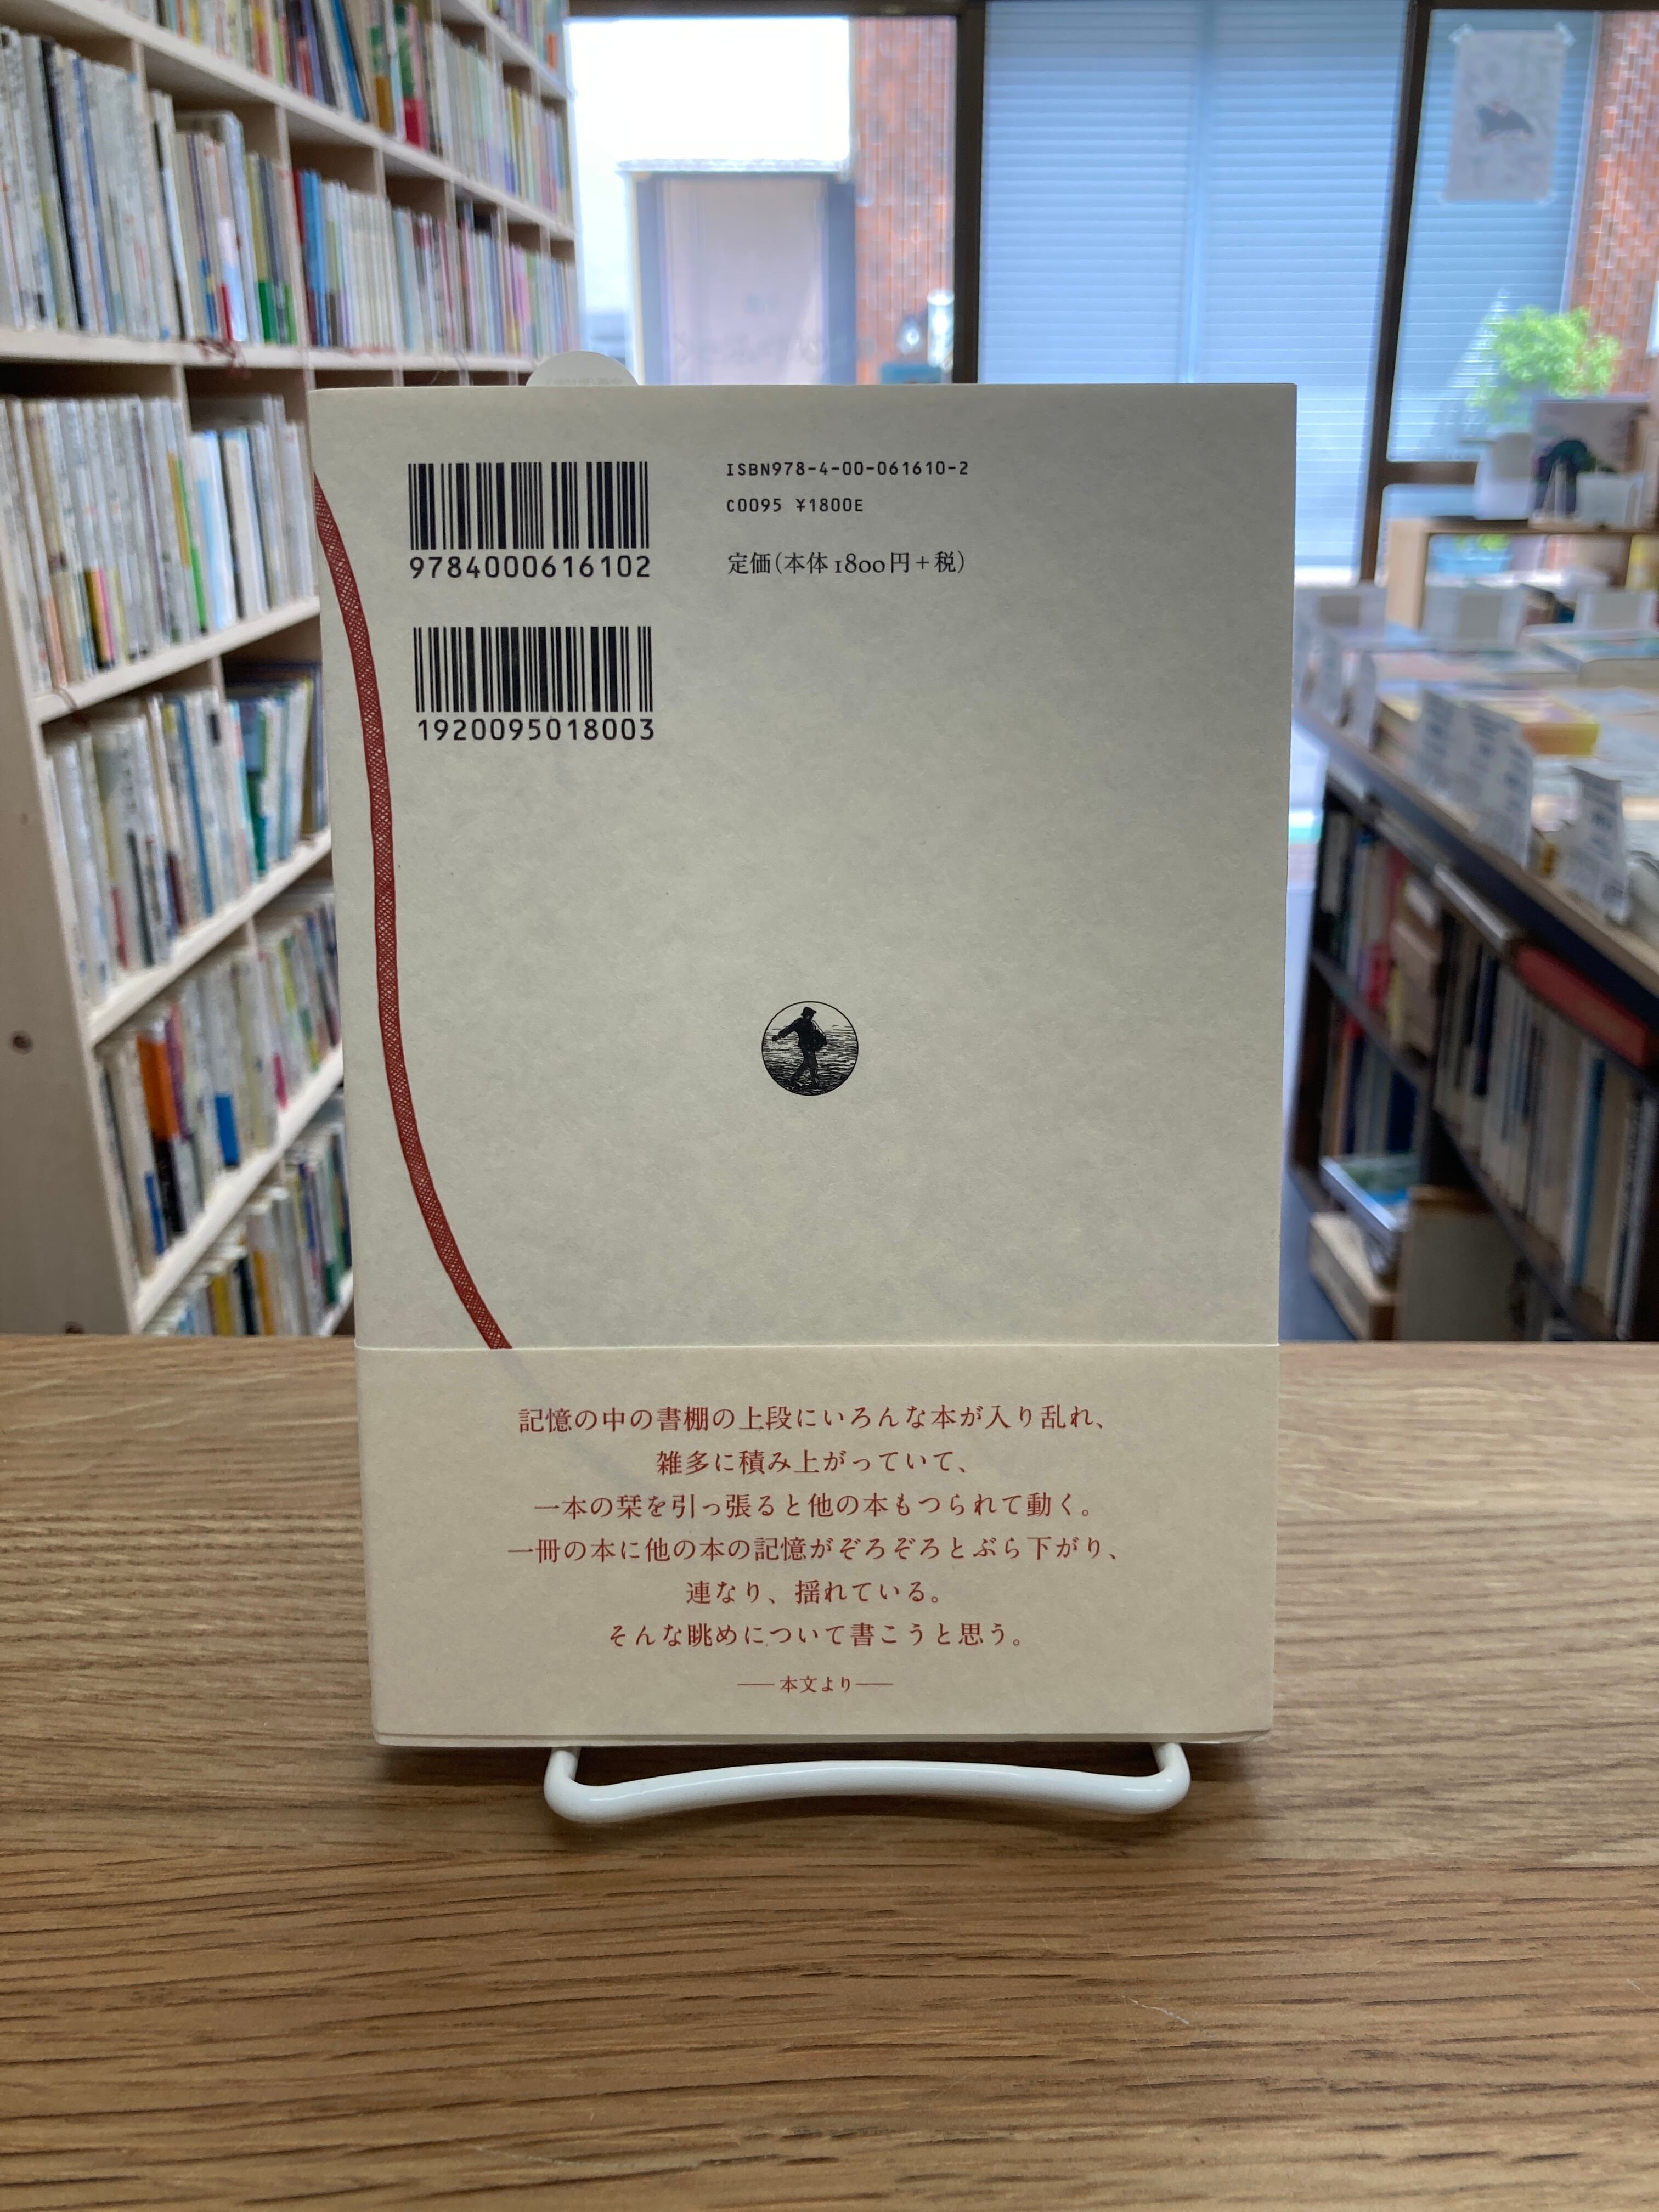 ISBN978-4-00-061610-2
C0095 ¥1800E
定価(本体1800円+税)
9784000616102
1920095018003
記憶の中の書棚の上段にいろんな本が入り乱れ、
雑多に積み上がっていて、
一本の栞を引っ張ると他の本もつられて動く。
一冊の本に他の本の記憶がぞろぞろとぶら下がり、
連なり、揺れている。
そんな眺めについて書こうと思う。
——本文より——